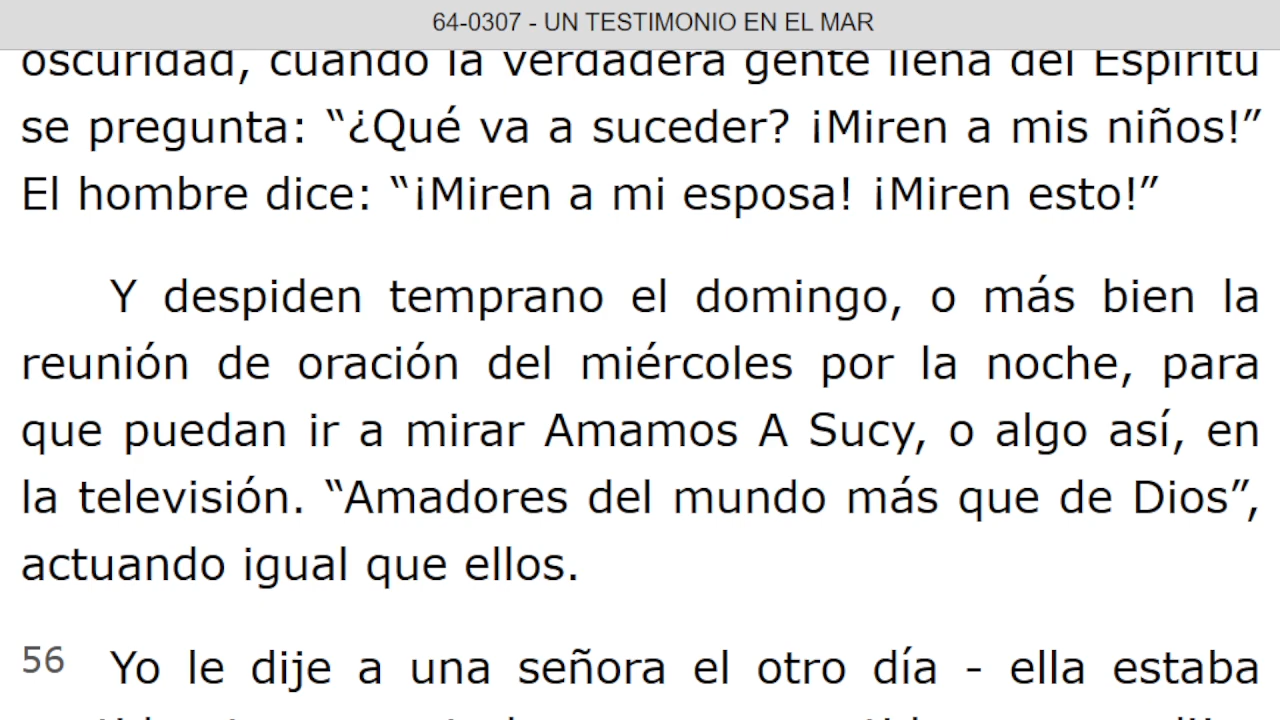 64-0307 - UN TESTIMONIO EN EL MAR
oscuridad, cuando la verdadera gente llena del Espíritu
se pregunta: “¿Qué va a suceder? ¡Miren a mis niños!”
El hombre dice: “¡Miren a mi esposa! ¡Miren esto!”
Y despiden temprano el domingo, o más bien la
reunión de oración del miércoles por la noche, para
que puedan ir a mirar Amamos A Sucy, o algo así, en
la televisión. “Amadores del mundo más que de Dios”,
actuando igual que ellos.
56 Yo le dije a una señora el otro día - ella estaba